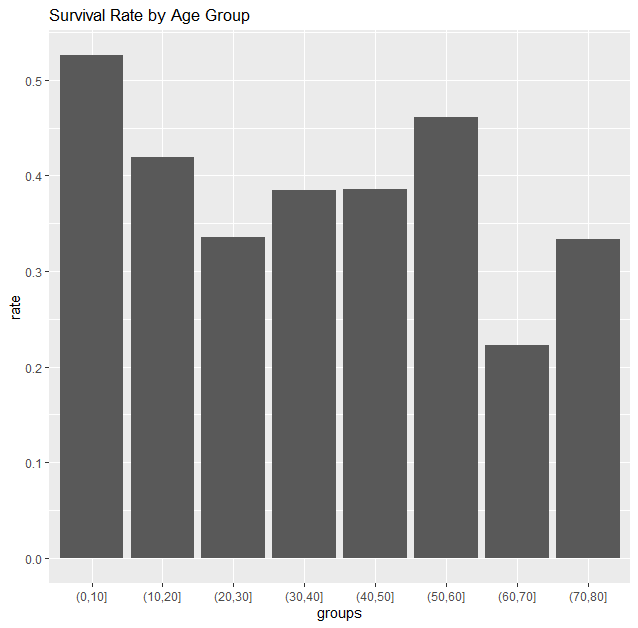 Survival Rate by Age Group
rate
0.5
0.4
0.3
0.2
0.1
0.0
(0,10] (10,20] (20,30] (30,40] (40,50] (50,60] (60,70] (70,80]
groups